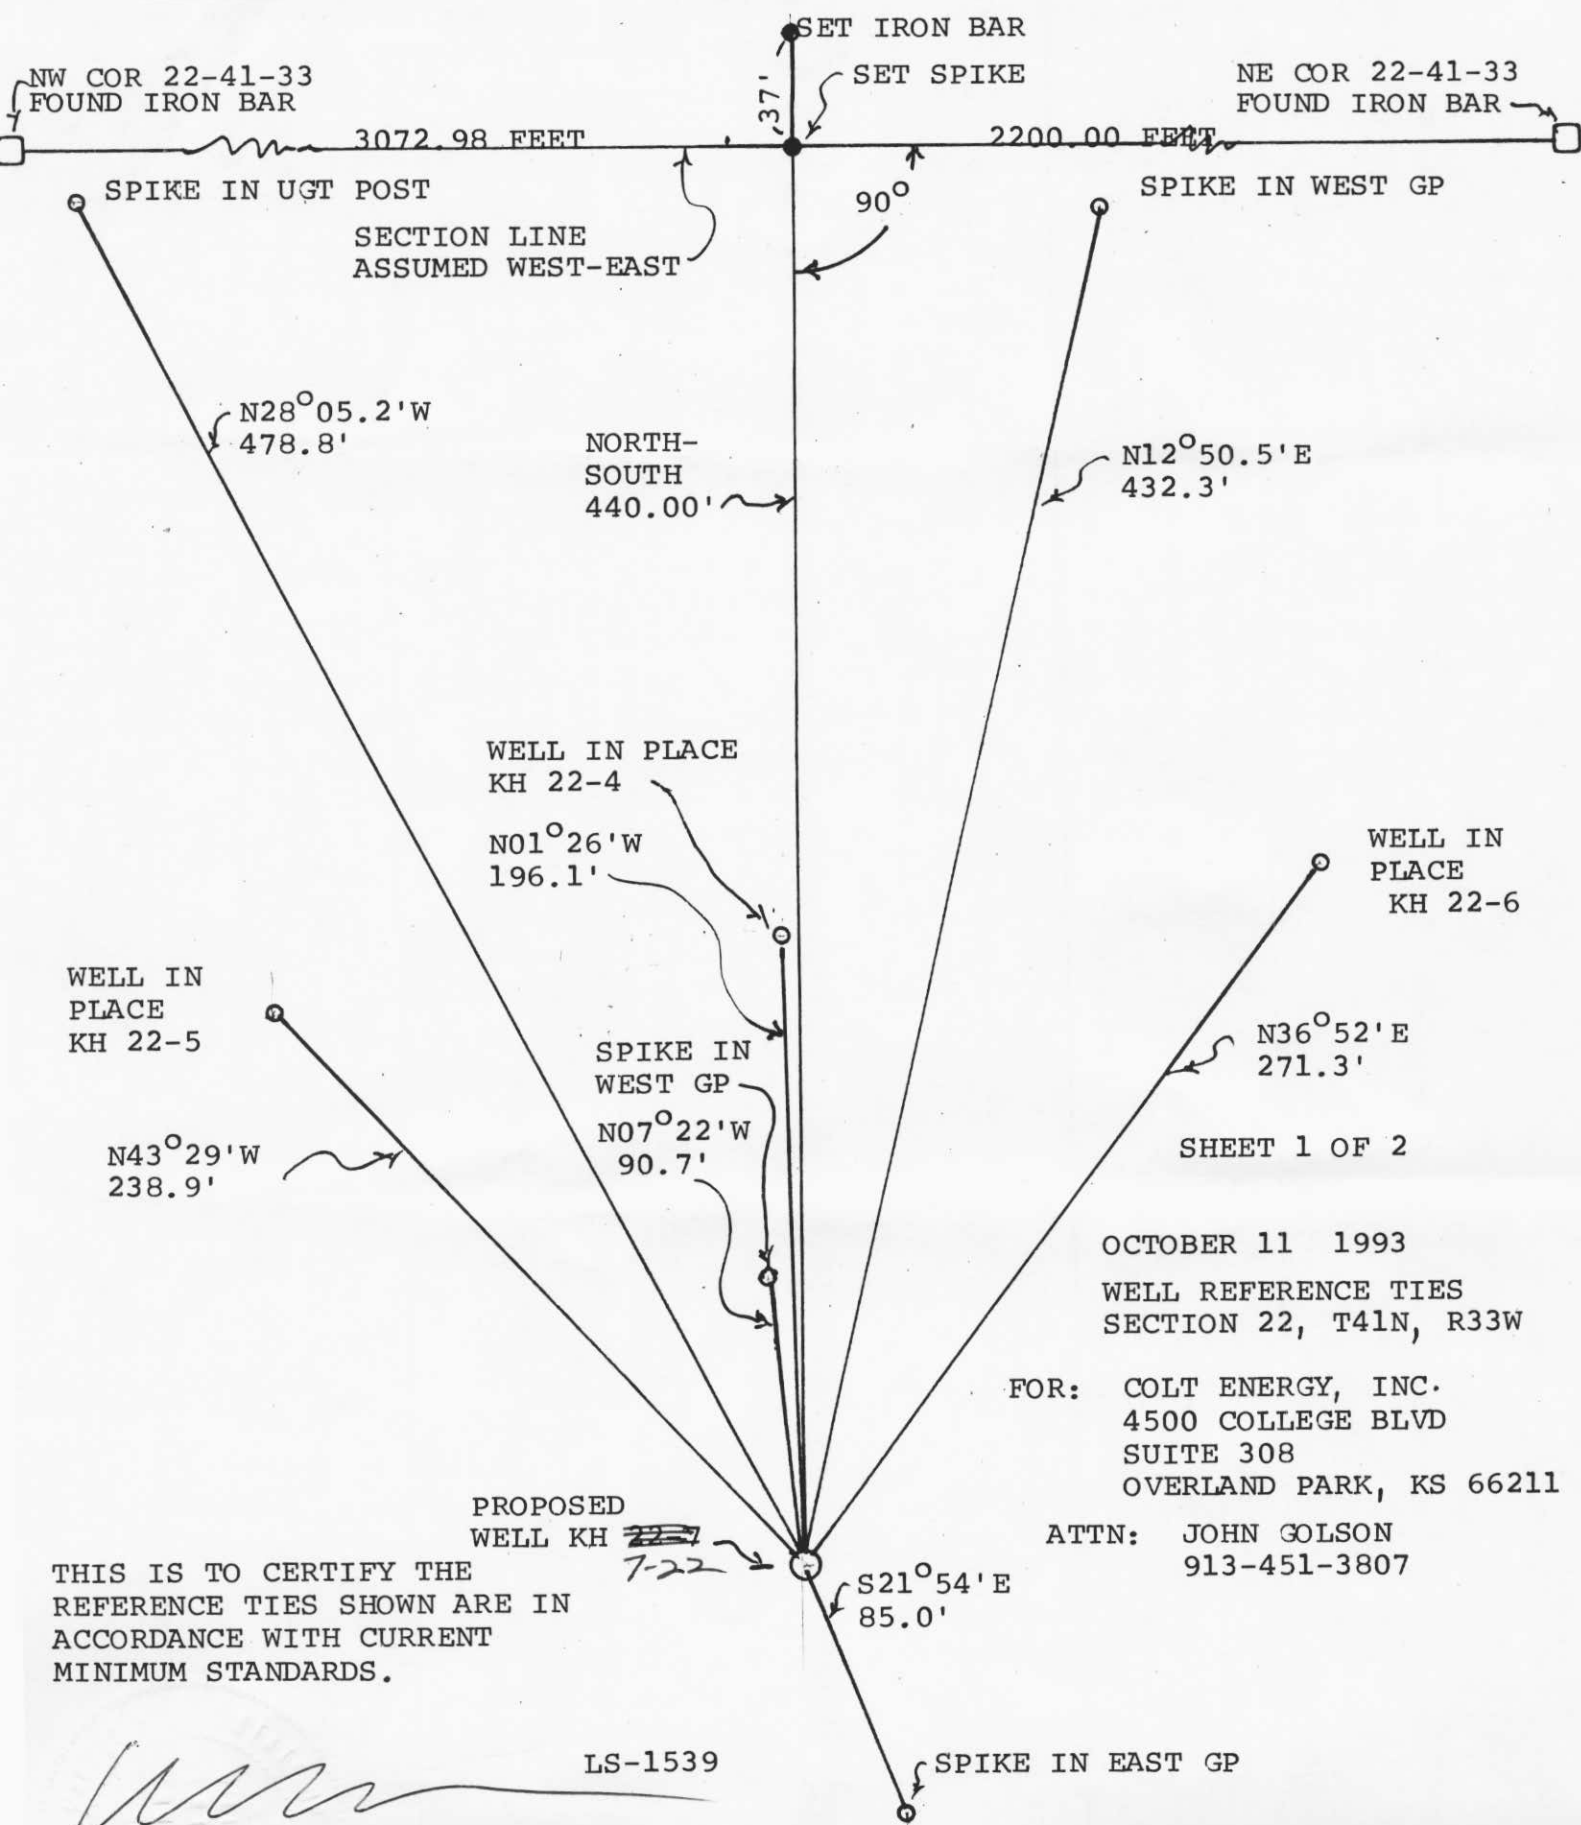 SET IRON BAR
NW COR 22-41-33
FOUND IRON BAR
37'
SET SPIKE
NE COR 22-41-33
FOUND IRON BAR
3072.98 FEET
2200.00 FEET
SPIKE IN UGT POST
90°
SPIKE IN WEST GP
SECTION LINE
ASSUMED WEST-EAST
N28°05.2'W
478.8'
NORTH-
SOUTH
440.00'
N12°50.5'E
432.3'
WELL IN PLACE
KH 22-4
N01°26'W
196.1'
WELL IN
PLACE
KH 22-6
WELL IN
PLACE
KH 22-5
SPIKE IN
WEST GP
N07°22'W
90.7'
N36°52'E
271.3'
N43°29'W
238.9'
SHEET 1 OF 2
OCTOBER 11 1993
WELL REFERENCE TIES
SECTION 22, T41N, R33W
FOR: COLT ENERGY, INC.
4500 COLLEGE BLVD
SUITE 308
OVERLAND PARK, KS 66211
ATTN: JOHN GOLSON
913-451-3807
PROPOSED
WELL KH 22-7
7-22
S21°54'E
85.0'
THIS IS TO CERTIFY THE
REFERENCE TIES SHOWN ARE IN
ACCORDANCE WITH CURRENT
MINIMUM STANDARDS.
LS-1539
SPIKE IN EAST GP